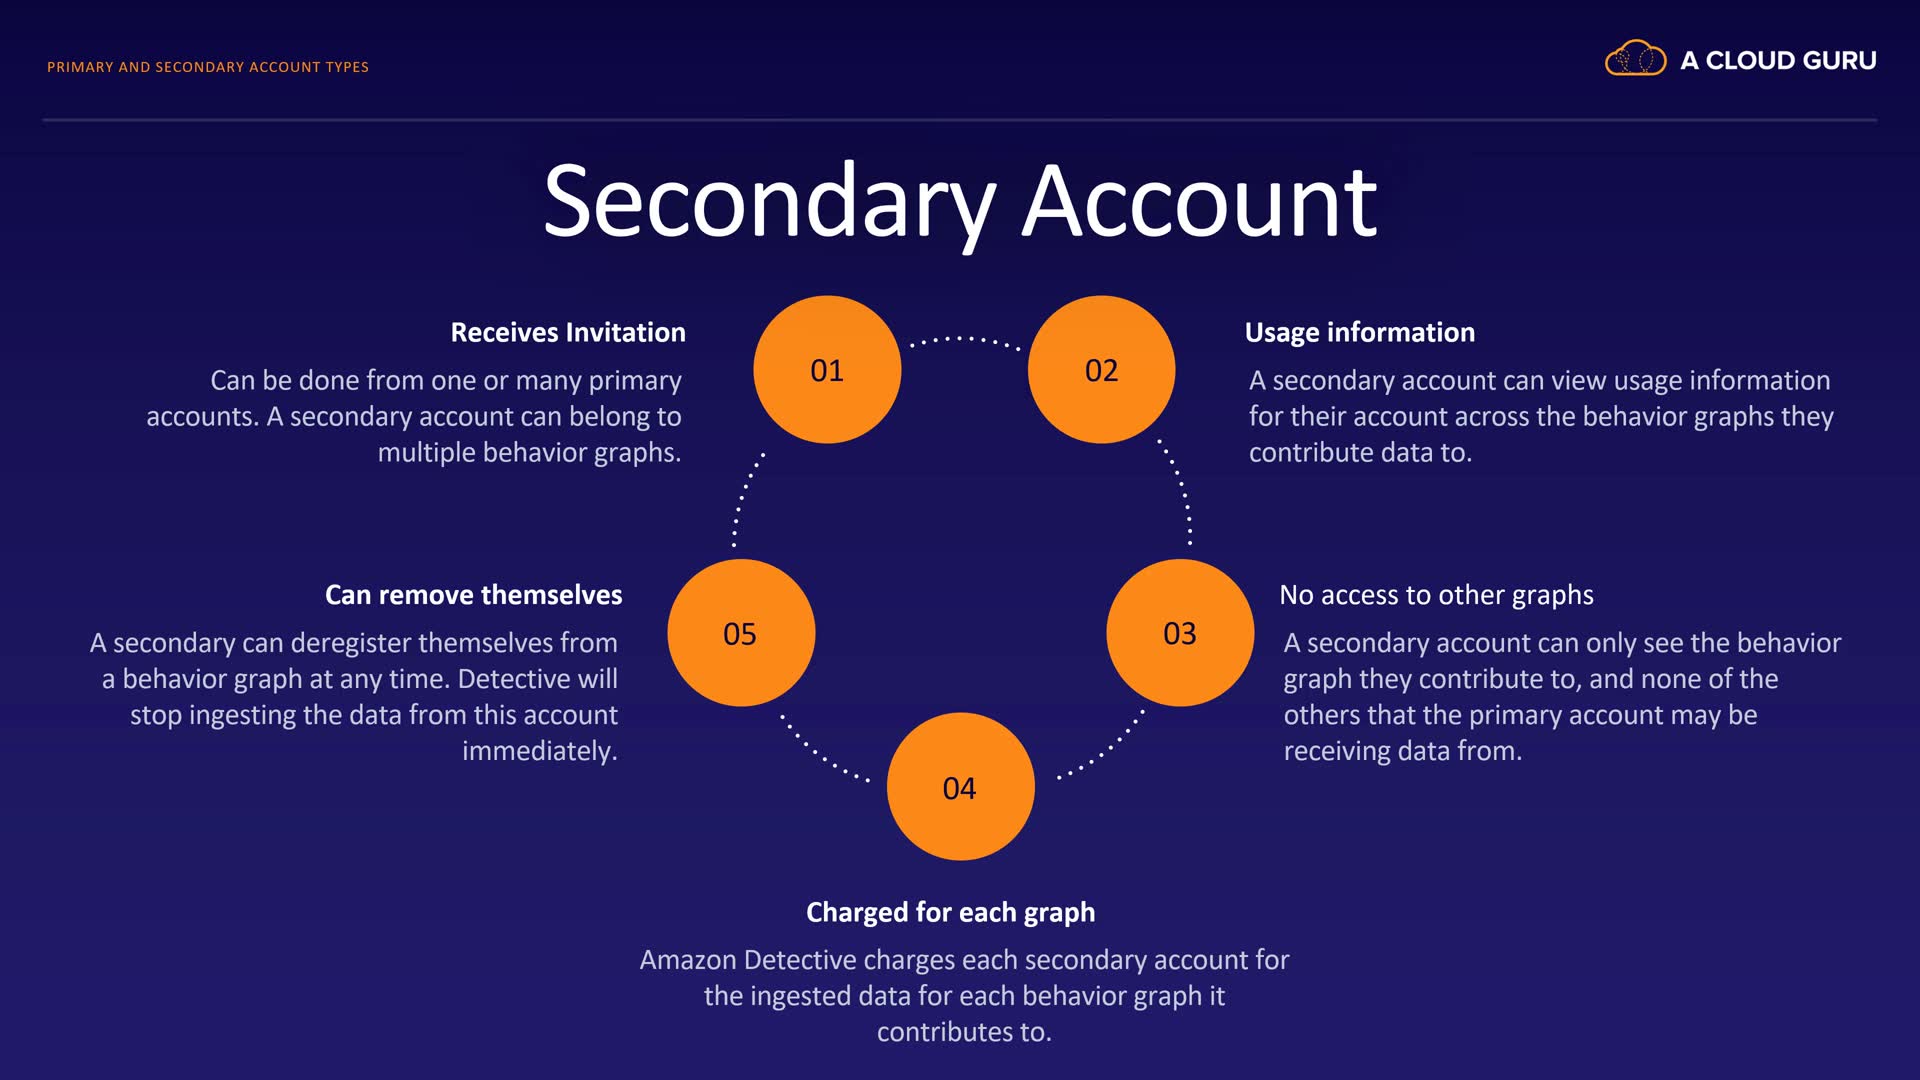 PRIMARY AND SECONDARY ACCOUNT TYPES
A CLOUD GURU
Secondary Account
01
Receives Invitation
Can be done from one or many primary
accounts. A secondary account can belong to
multiple behavior graphs.
02
Usage information
A secondary account can view usage information
for their account across the behavior graphs they
contribute data to.
03
No access to other graphs
A secondary account can only see the behavior
graph they contribute to, and none of the
others that the primary account may be
receiving data from.
04
Charged for each graph
Amazon Detective charges each secondary account for
the ingested data for each behavior graph it
contributes to.
05
Can remove themselves
A secondary can deregister themselves from
a behavior graph at any time. Detective will
stop ingesting the data from this account
immediately.